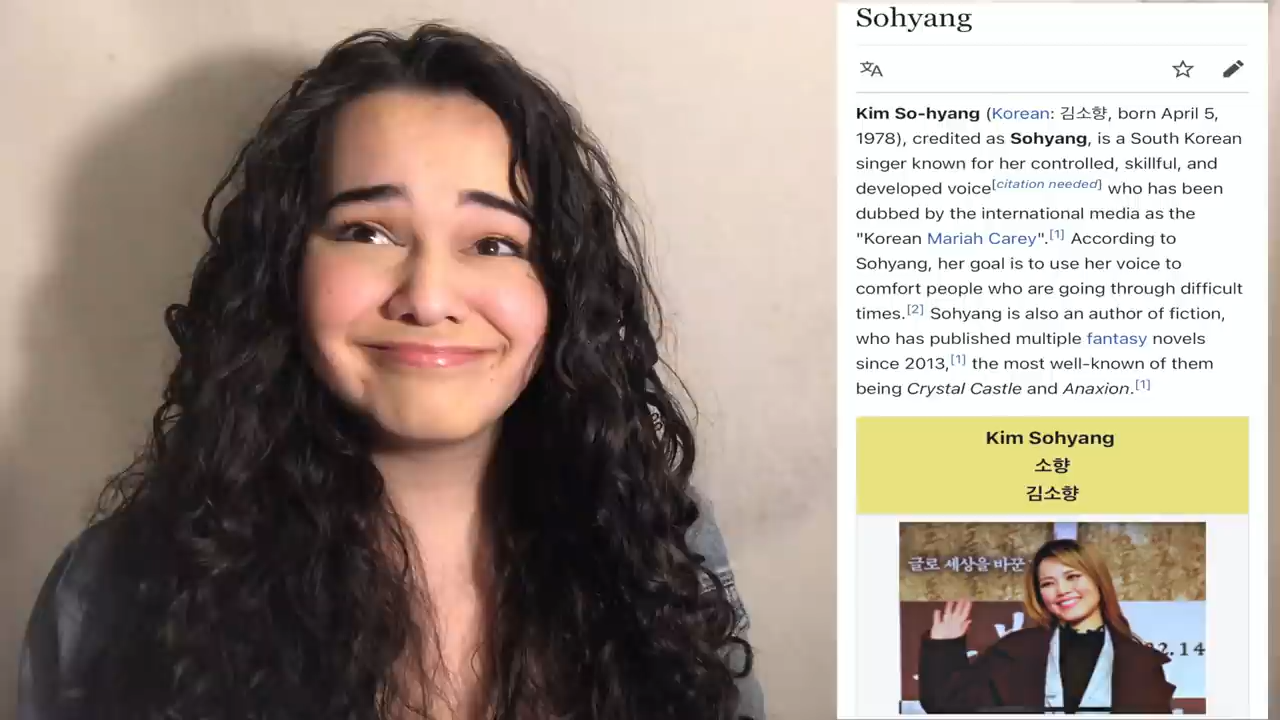 Sohyang
Kim So-hyang (Korean: 김소향, born April 5,
1978), credited as Sohyang, is a South Korean
singer known for her controlled, skillful, and
developed voice[citation needed] who has been
dubbed by the international media as the
"Korean Mariah Carey".[1] According to
Sohyang, her goal is to use her voice to
comfort people who are going through difficult
times.[2] Sohyang is also an author of fiction,
who has published multiple fantasy novels
since 2013,[1] the most well-known of them
being Crystal Castle and Anaxion.[1]
Kim Sohyang
소향
김소향
글로 세상을 바꾼
2. 14